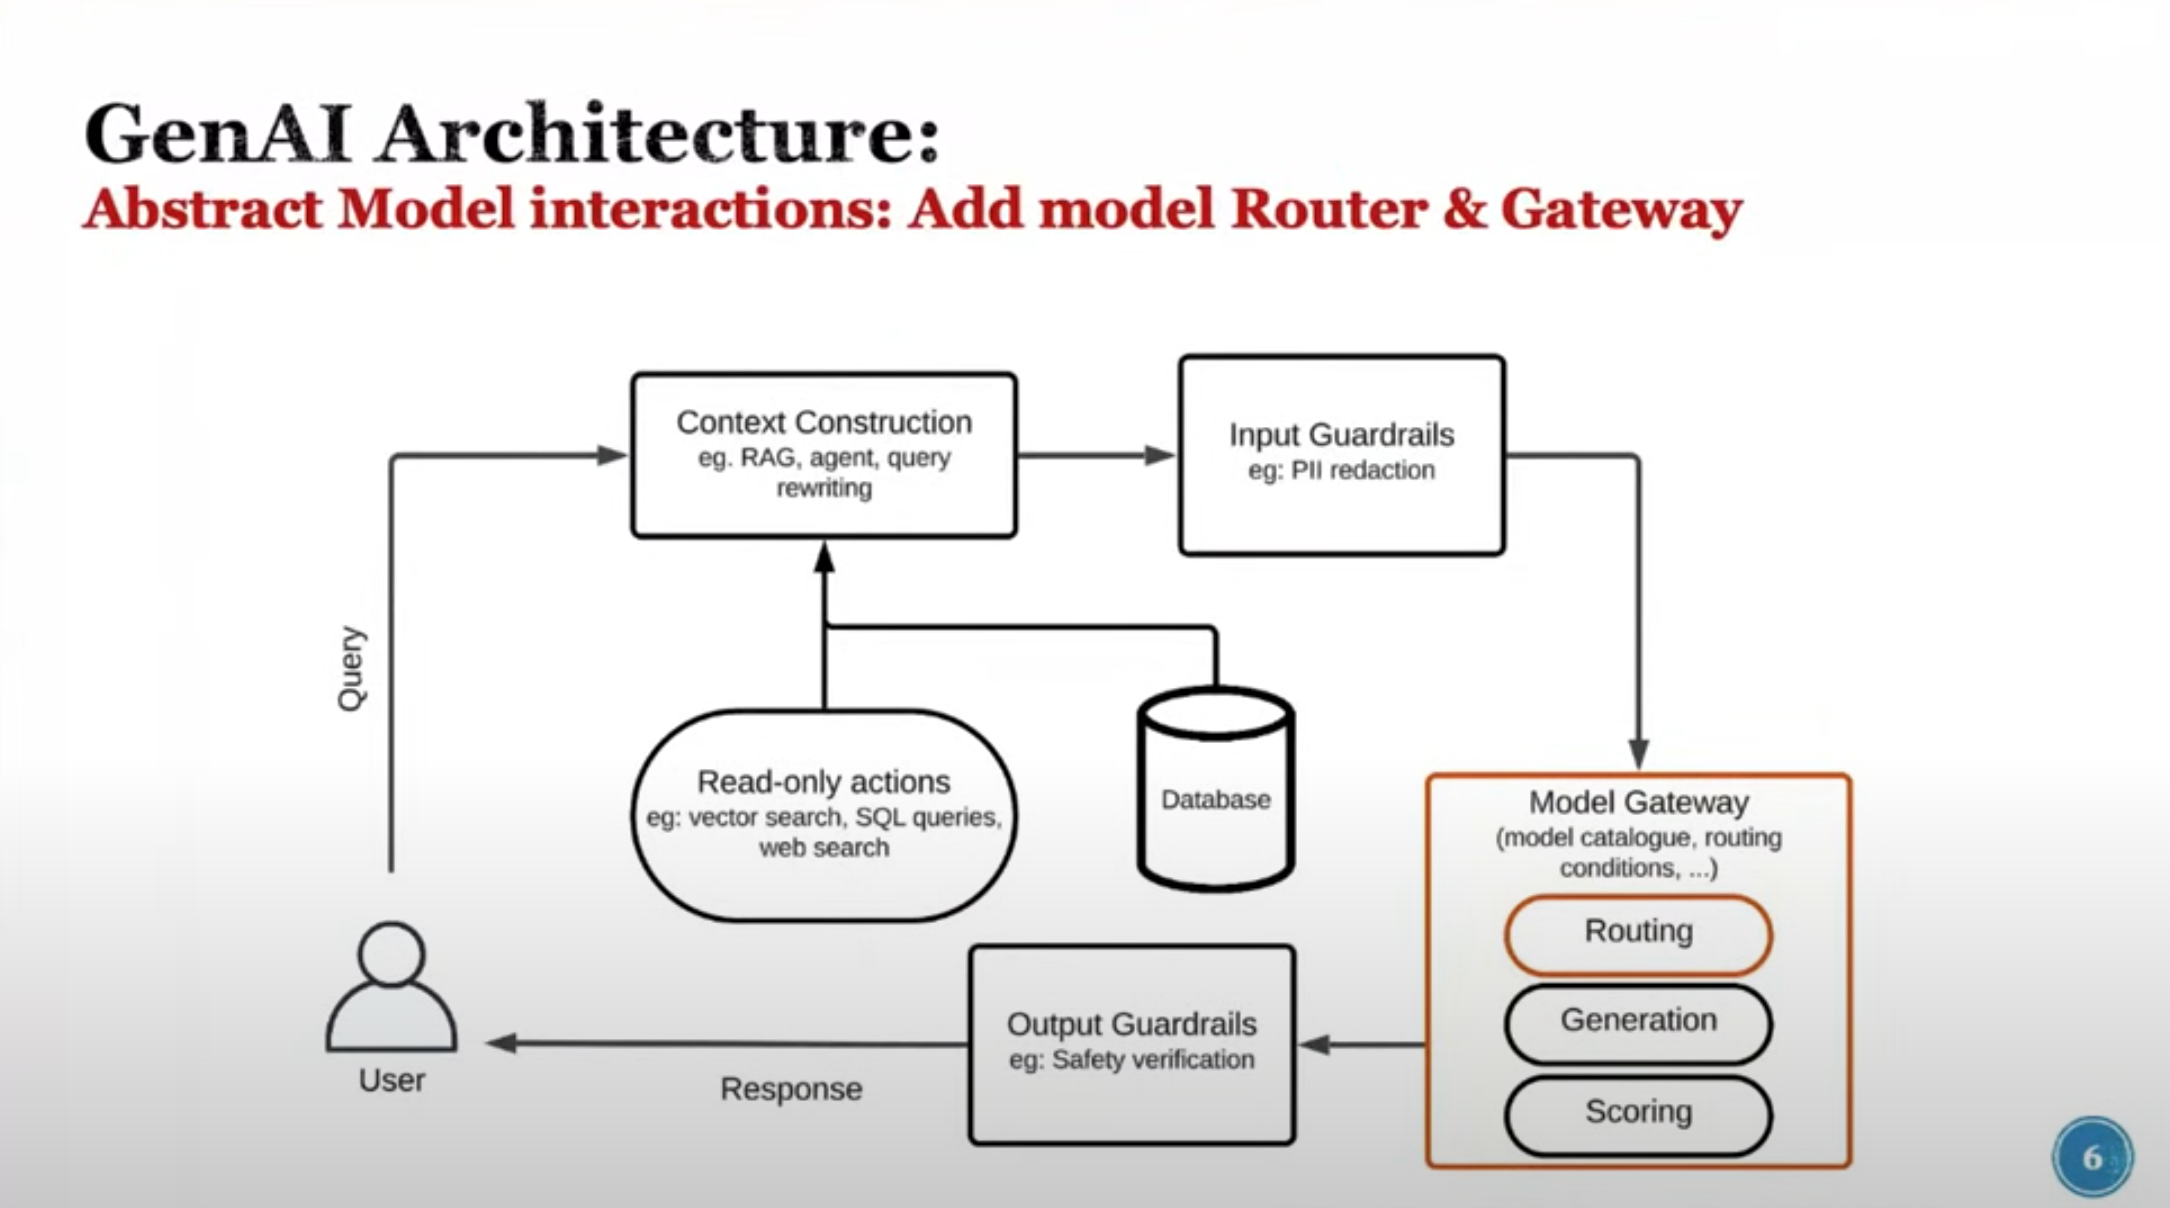 GenAI Architecture:
Abstract Model interactions: Add model Router & Gateway
Context Construction
eg. RAG, agent, query
rewriting
Input Guardrails
eg: PII redaction
Query
Read-only actions
eg: vector search, SQL queries,
web search
Database
Model Gateway
(model catalogue, routing
conditions, ...)
Routing
Generation
Scoring
Output Guardrails
eg: Safety verification
Response
User
6